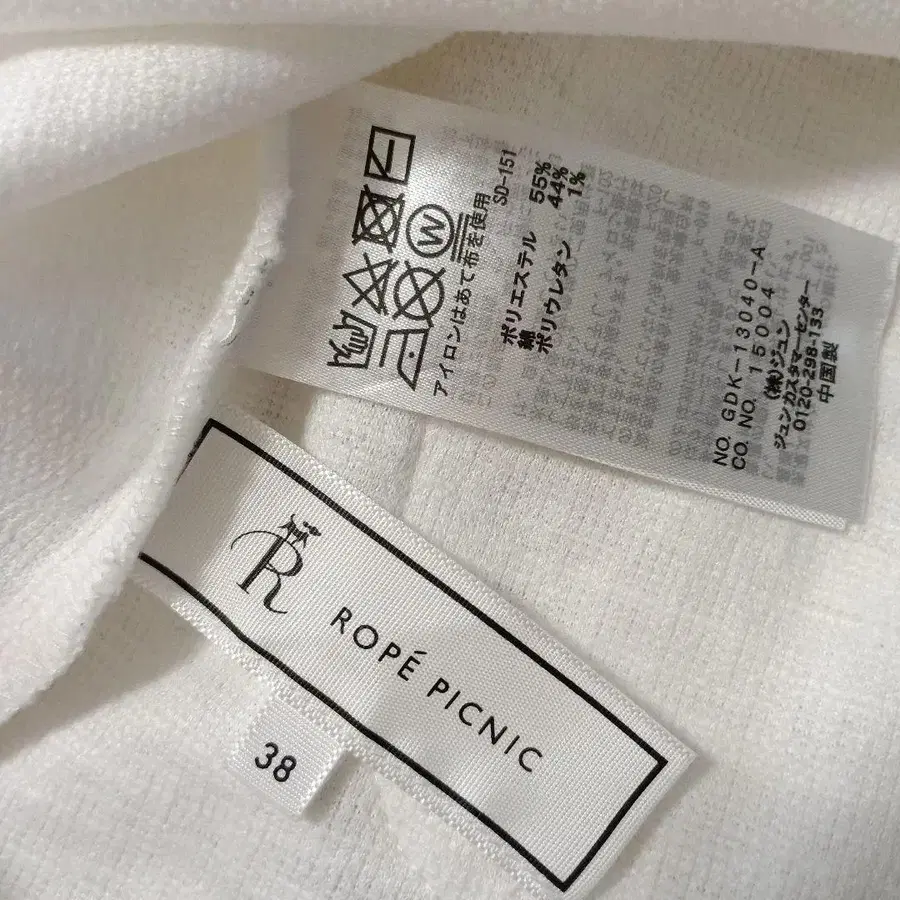 アイロンはあて布を使用
SD-151
ポリエステル 55%
綿 44%
ポリウレタン 1%
NO. GDK-13040-A
CO. NO. 15004
(株)ジュン
ジュンカスタマーセンター
0120-298-133
中国製
W
R
ROPÉ PICNIC
38